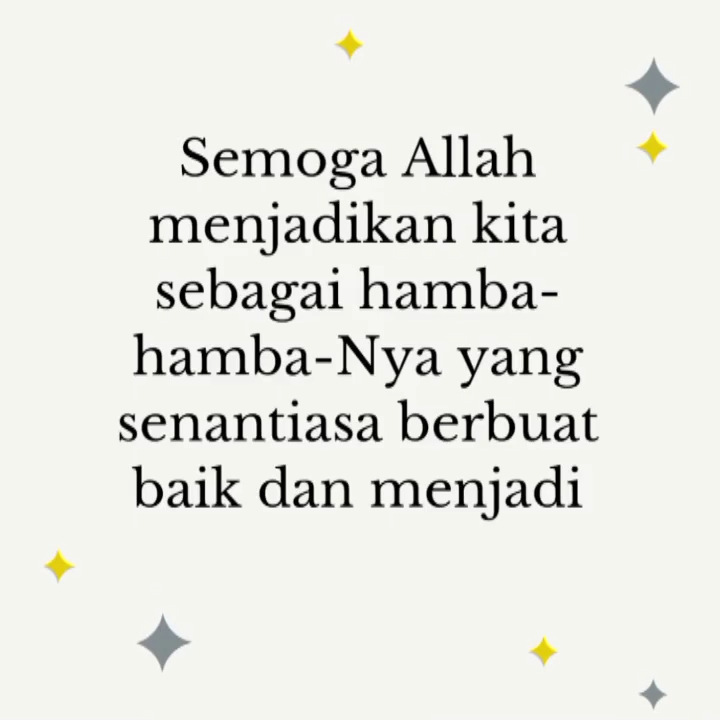 Semoga Allah
menjadikan kita
sebagai hamba-
hamba-Nya yang
senantiasa berbuat
baik dan menjadi